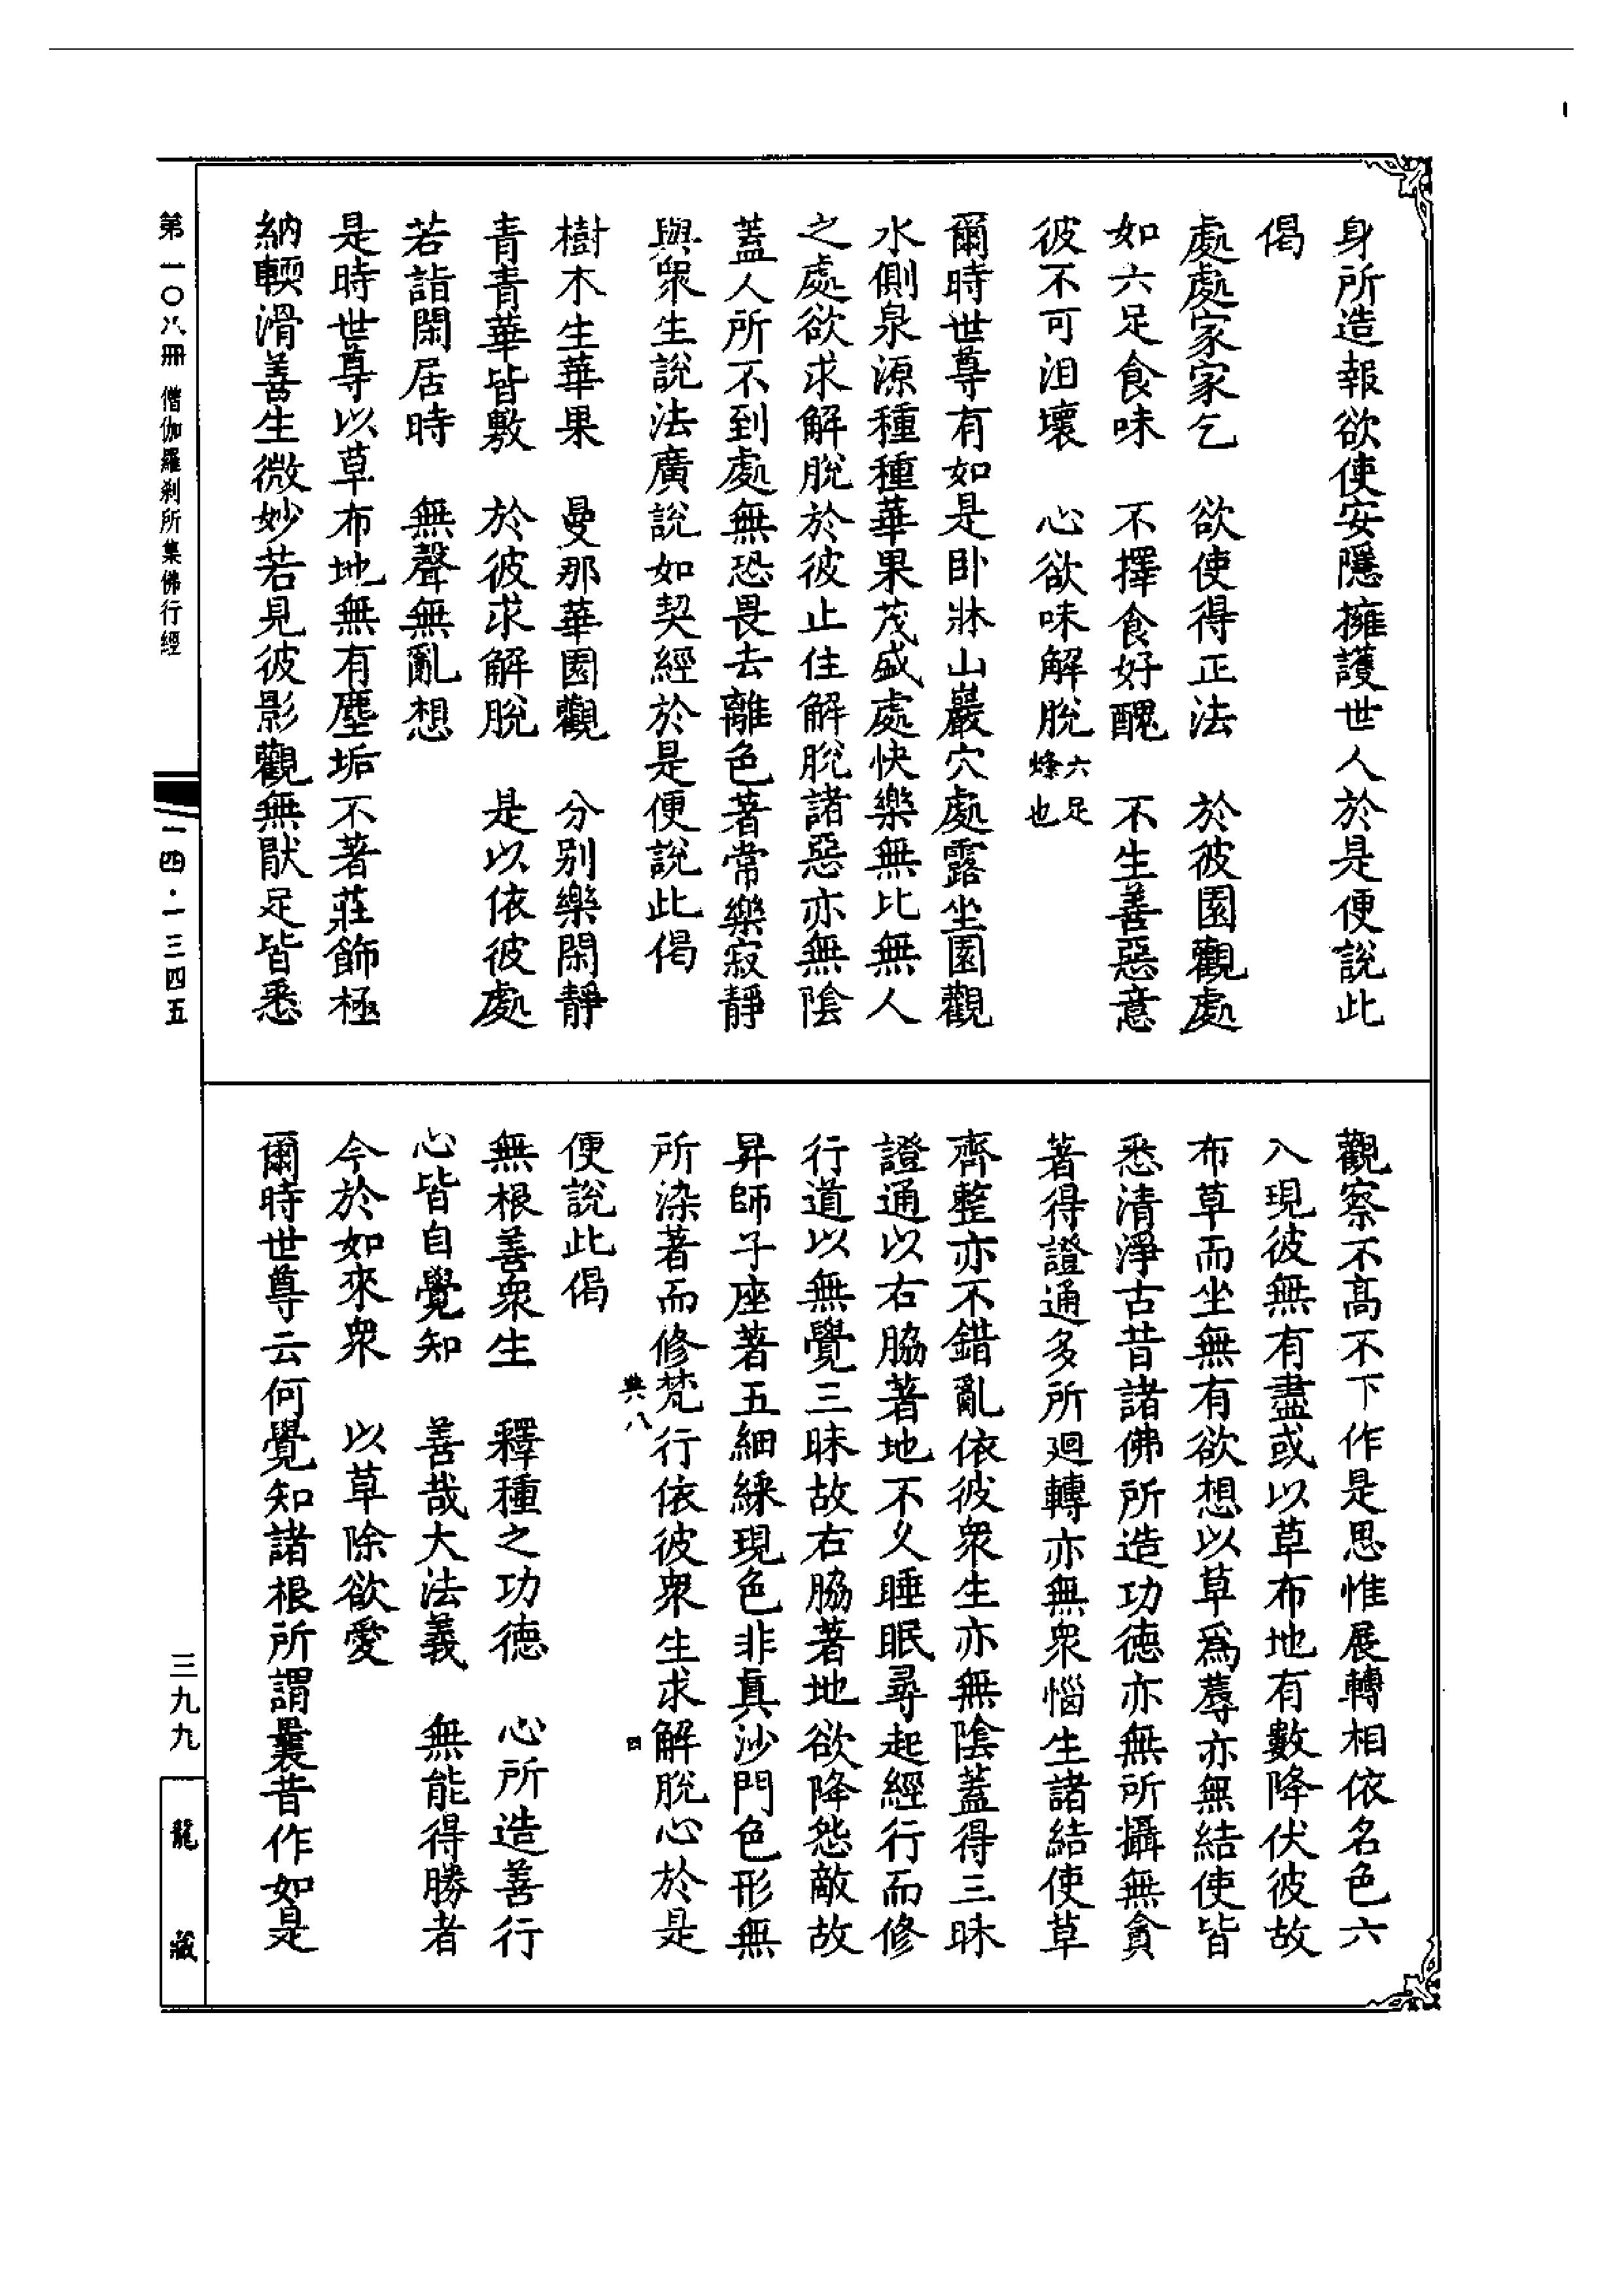 身所造報欲使安隱擁護世人於是便說此
偈
處處家家乞　欲使得正法　於彼園觀處
如六足食味　不擇食好醜　不生善惡意
彼不可沮壞　心欲味解脫六足𧒒也
爾時世尊有如是卧牀山巖穴處露坐園觀
水側泉源種種華果茂盛處快樂無比無人
之處欲求解脫於彼止住解脫諸惡亦無陰
蓋人所不到處無恐畏去離色著常樂寂靜
與衆生說法廣說如契經於是便說此偈
樹木生華果　曼那華園觀　分別樂閑靜
青青華皆敷　於彼求解脫　是以依彼處
若詣閑居時　無聲無亂想
是時世尊以草布地無有塵垢不著莊飾極
納輭滑善生微妙若見彼影觀無猒足皆悉
觀察不高不下作是思惟展轉相依名色六
入現彼無有盡或以草布地有數降伏彼故
布草而坐無有欲想以草爲蓐亦無結使皆
悉清淨古昔諸佛所造功德亦無所攝無貪
著得證通多所迴轉亦無衆惱生諸結使草
齊整亦不錯亂依彼衆生亦無陰蓋得三昧
證通以右脇著地不久睡眠尋起經行而修
行道以無覺三昧故右脇著地欲降怨敵故
昇師子座著五細綵現色非真沙門色形無
所染著而修梵行依彼衆生求解脫心於是
典八　四
便說此偈
無根善衆生　釋種之功德　心所造善行
心皆自覺知　善哉大法義　無能得勝者
今於如來衆　以草除欲愛
爾時世尊云何覺知諸根所謂曩昔作如是
第一〇八冊　僧伽羅刹所集佛行經
一四・一三四五
三九九
龍藏